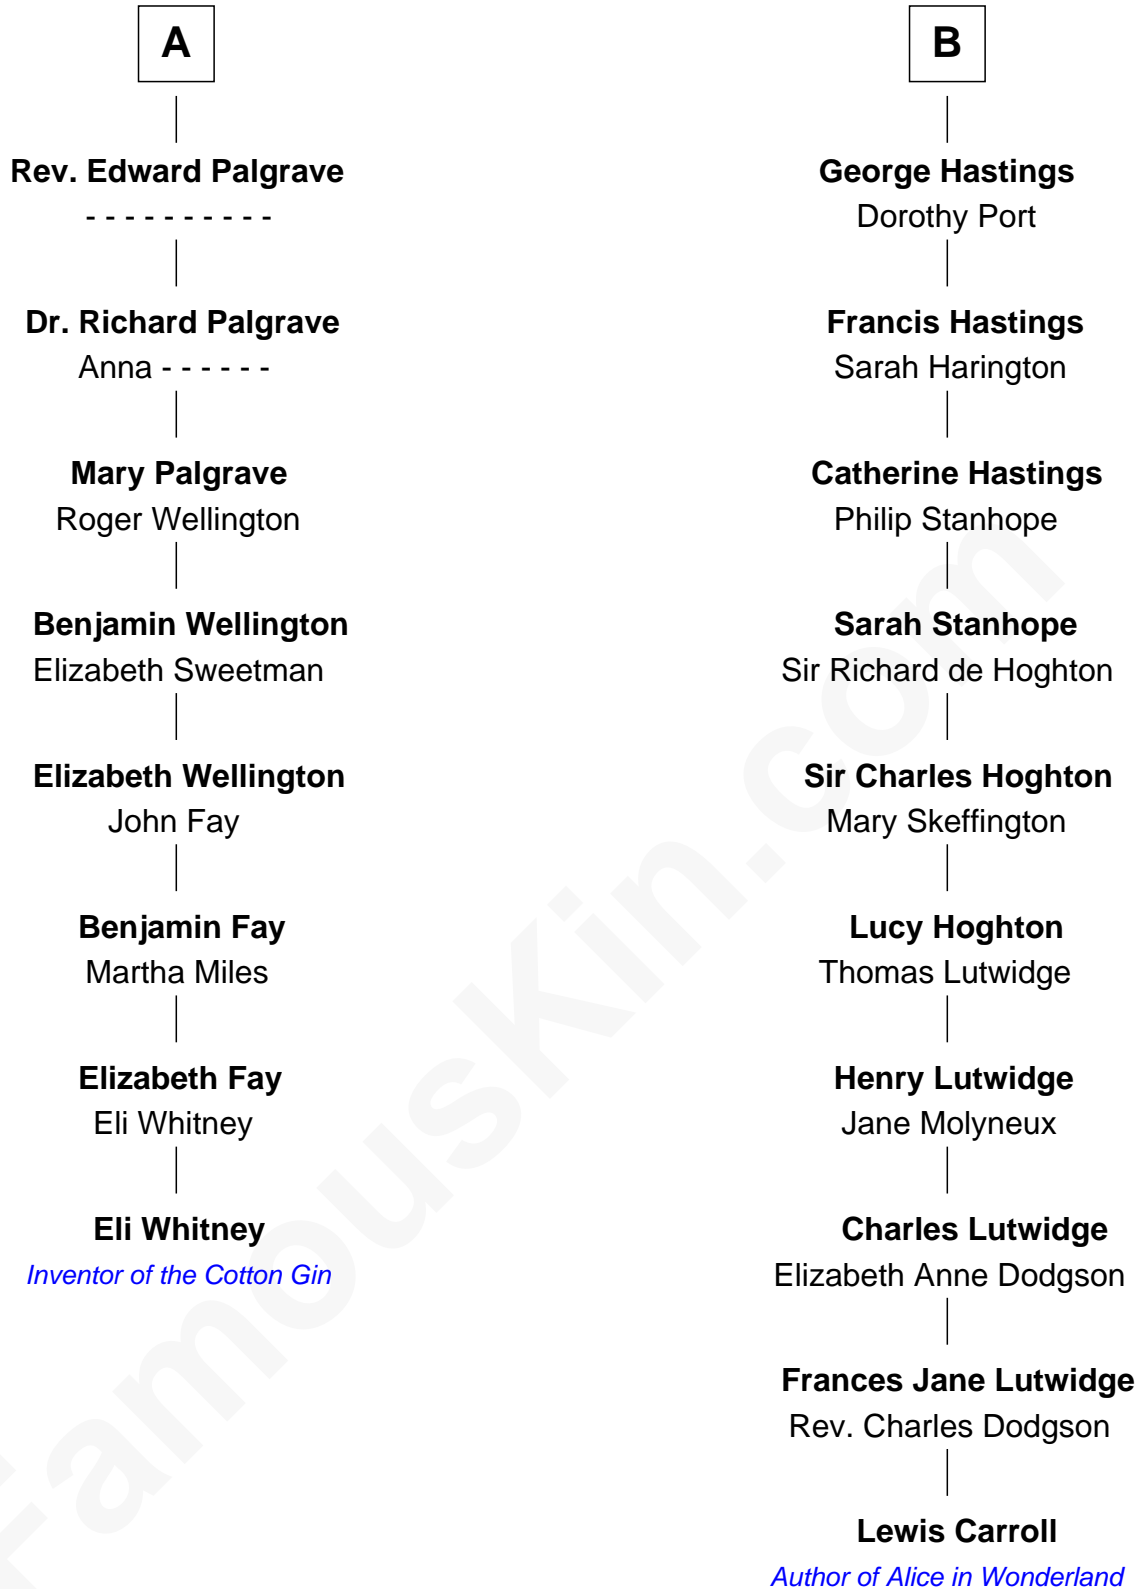 A
Rev. Edward Palgrave
- - - - - - - - - -
Dr. Richard Palgrave
Anna - - - - - -
Mary Palgrave
Roger Wellington
Benjamin Wellington
Elizabeth Sweetman
Elizabeth Wellington
John Fay
Benjamin Fay
Martha Miles
Elizabeth Fay
Eli Whitney
Eli Whitney
Inventor of the Cotton Gin
B
George Hastings
Dorothy Port
Francis Hastings
Sarah Harington
Catherine Hastings
Philip Stanhope
Sarah Stanhope
Sir Richard de Hoghton
Sir Charles Hoghton
Mary Skeffington
Lucy Hoghton
Thomas Lutwidge
Henry Lutwidge
Jane Molyneux
Charles Lutwidge
Elizabeth Anne Dodgson
Frances Jane Lutwidge
Rev. Charles Dodgson
Lewis Carroll
Author of Alice in Wonderland
FamousKin.com